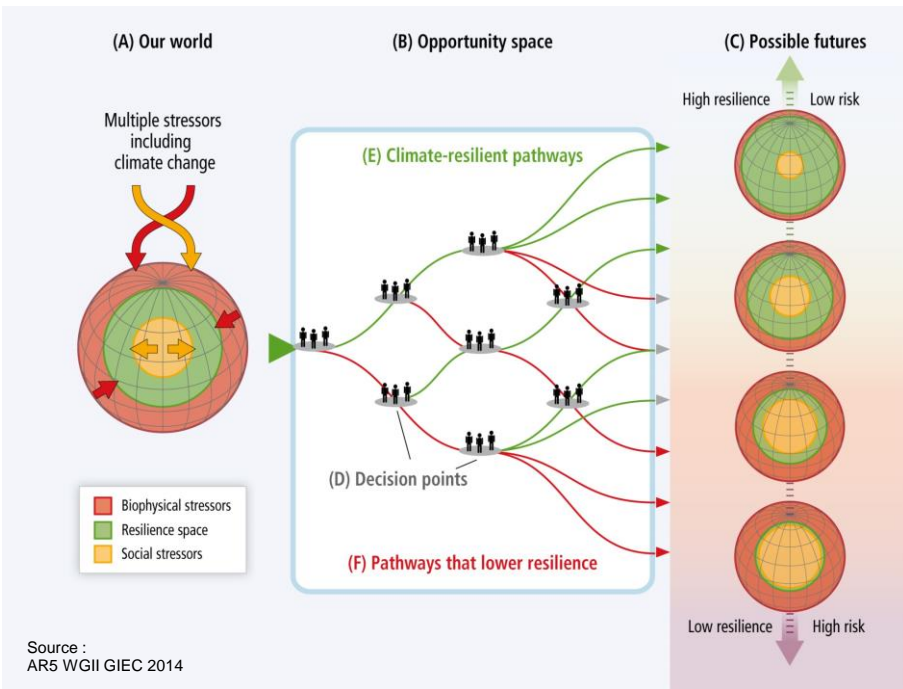 (A) Our world
(B) Opportunity space
(C) Possible futures
Multiple stressors
including
climate change
(E) Climate-resilient pathways
(D) Decision points
(F) Pathways that lower resilience
High resilience
Low risk
Low resilience
High risk
Biophysical stressors
Resilience space
Social stressors
Source :
AR5 WGII GIEC 2014